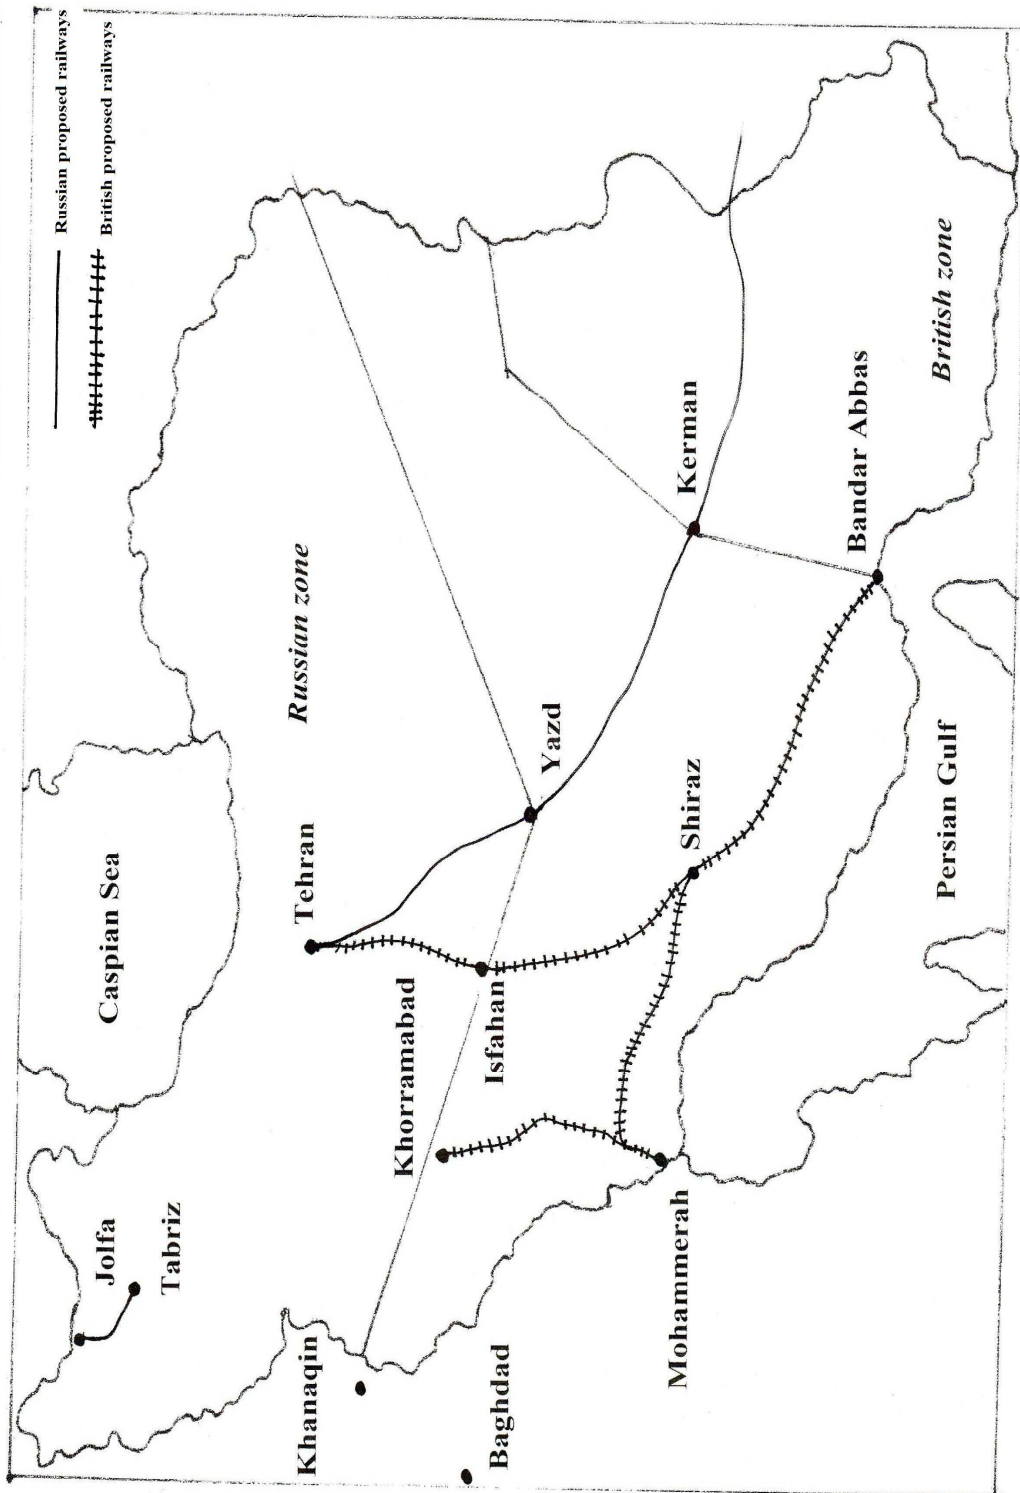 Russian proposed railways
British proposed railways
Caspian Sea
Jolfa
Tabriz
Tehran
Russian zone
Khanaqin
Khorramabad
Baghdad
Isfahan
Yazd
Kerman
Mohammerah
Shiraz
Bandar Abbas
British zone
Persian Gulf